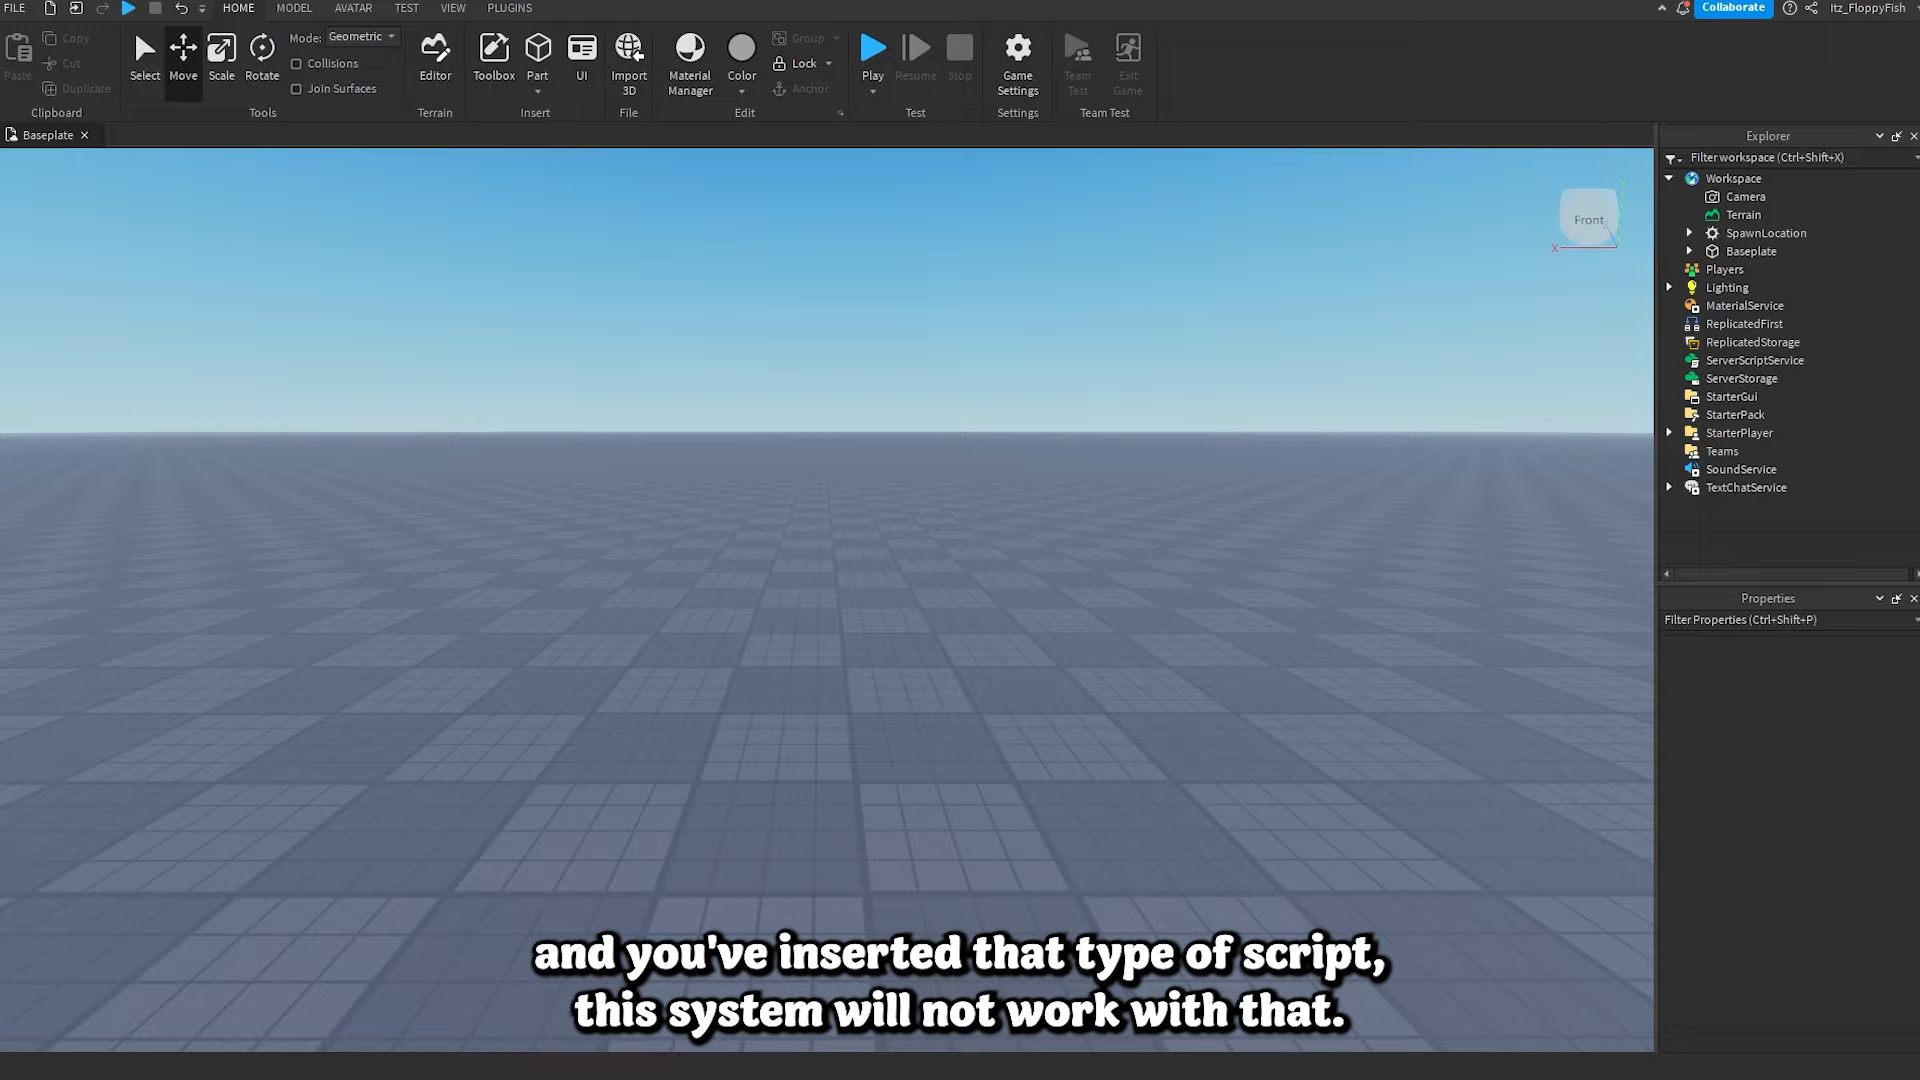 FILE HOME MODEL AVATAR TEST VIEW PLUGINS Collaborate Itz_FloppyFish
Paste
Copy
Cut
Duplicate
Clipboard
Select
Move
Scale
Rotate
Mode: Geometric
Collisions
Join Surfaces
Tools
Editor
Terrain
Toolbox
Part
UI
Insert
Import
3D
File
Material
Manager
Color
Group
Lock
Anchor
Edit
Play
Resume
Stop
Test
Game
Settings
Settings
Team
Test
Exit
Game
Team Test
Baseplate
Front
X
Explorer
Filter workspace (Ctrl+Shift+X)
Workspace
Camera
Terrain
SpawnLocation
Baseplate
Players
Lighting
MaterialService
ReplicatedFirst
ReplicatedStorage
ServerScriptService
ServerStorage
StarterGui
StarterPack
StarterPlayer
Teams
SoundService
TextChatService
Properties
Filter Properties (Ctrl+Shift+P)
and you've inserted that type of script,
this system will not work with that.